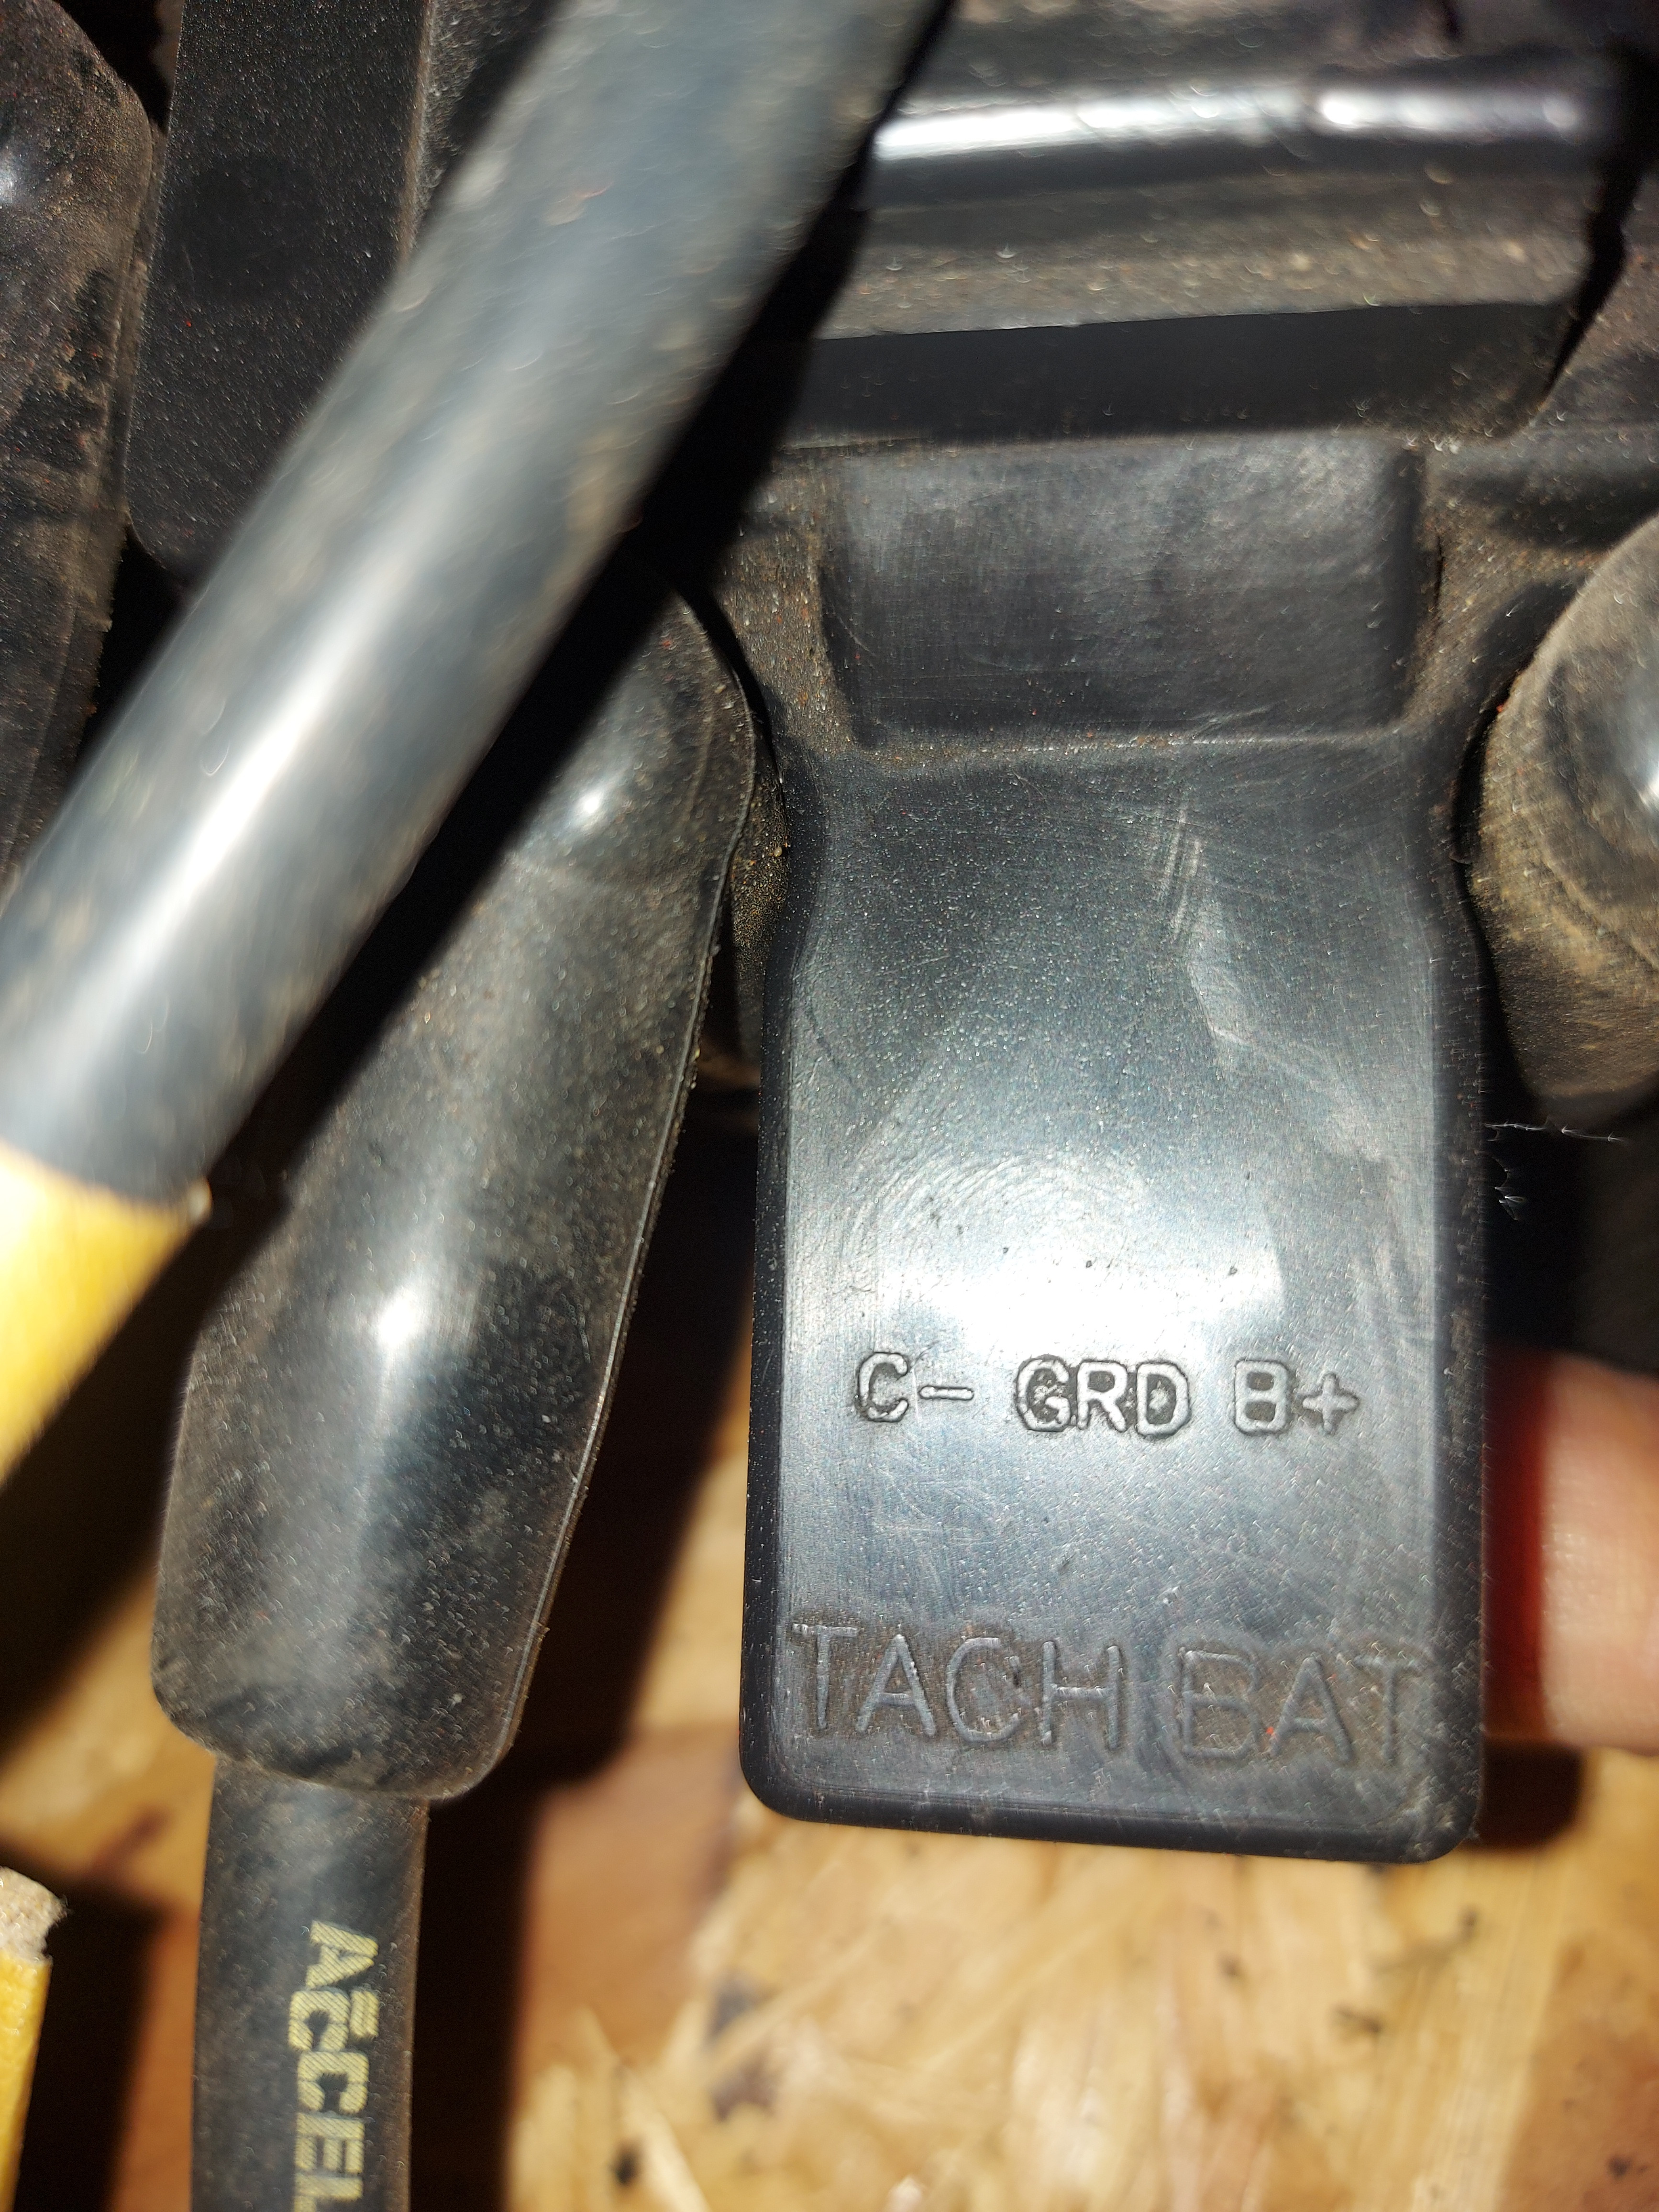 C- GRD B+
TACH BAT
ACCEL